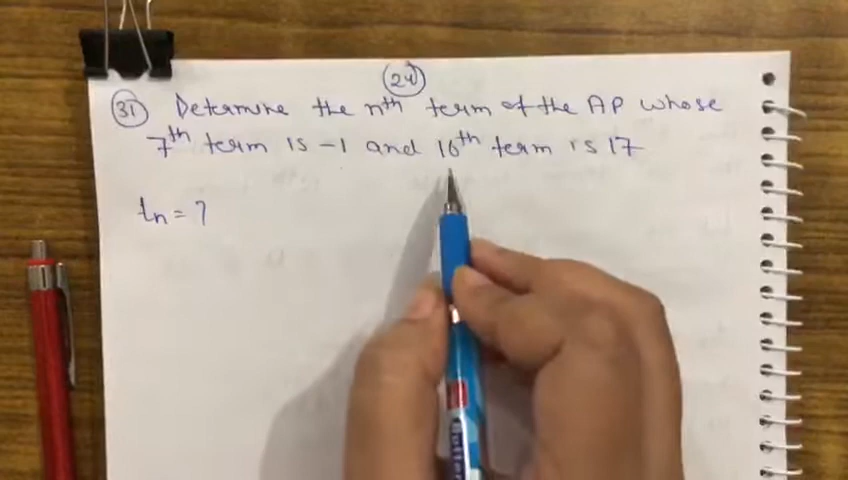 24
31 Determine the nth term of the AP whose
7th term is -1 and 16th term is 17
tn = ?